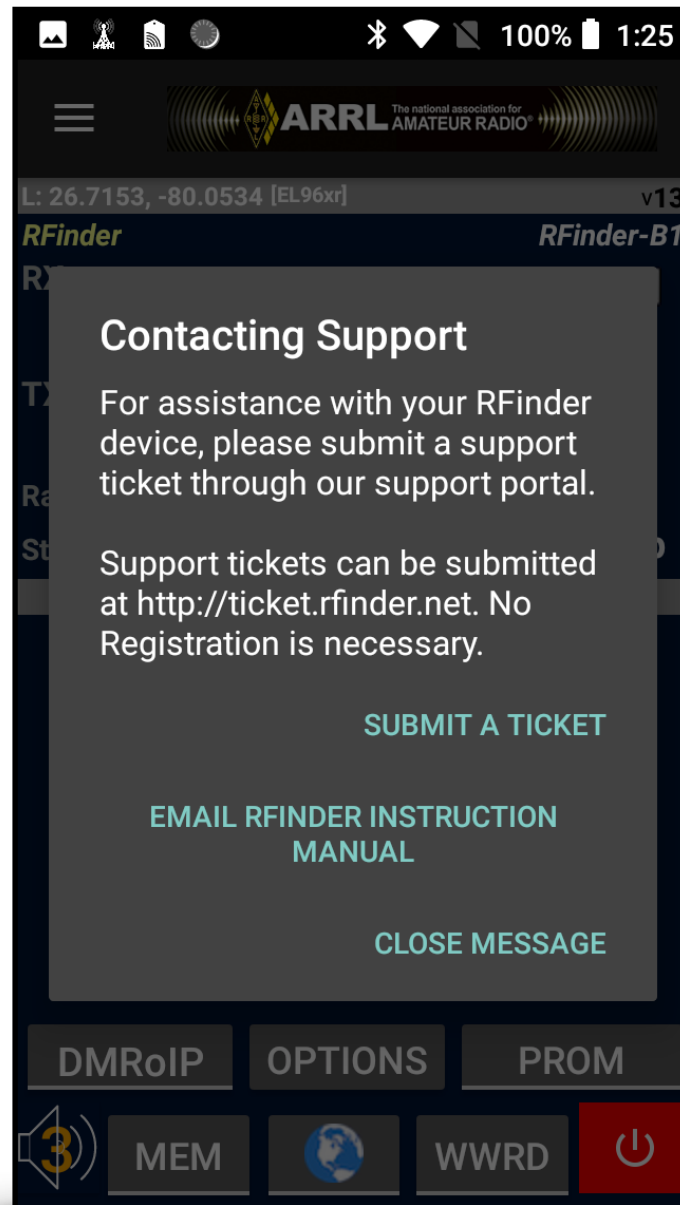 100% 1:25
ARRL The national association for
AMATEUR RADIO®
L: 26.7153, -80.0534 [EL96xr] v13
RFinder RFinder-B1
Contacting Support
For assistance with your RFinder
device, please submit a support
ticket through our support portal.
Support tickets can be submitted
at http://ticket.rfinder.net. No
Registration is necessary.
SUBMIT A TICKET
EMAIL RFINDER INSTRUCTION
MANUAL
CLOSE MESSAGE
DMRoIP OPTIONS PROM
3 MEM WWRD